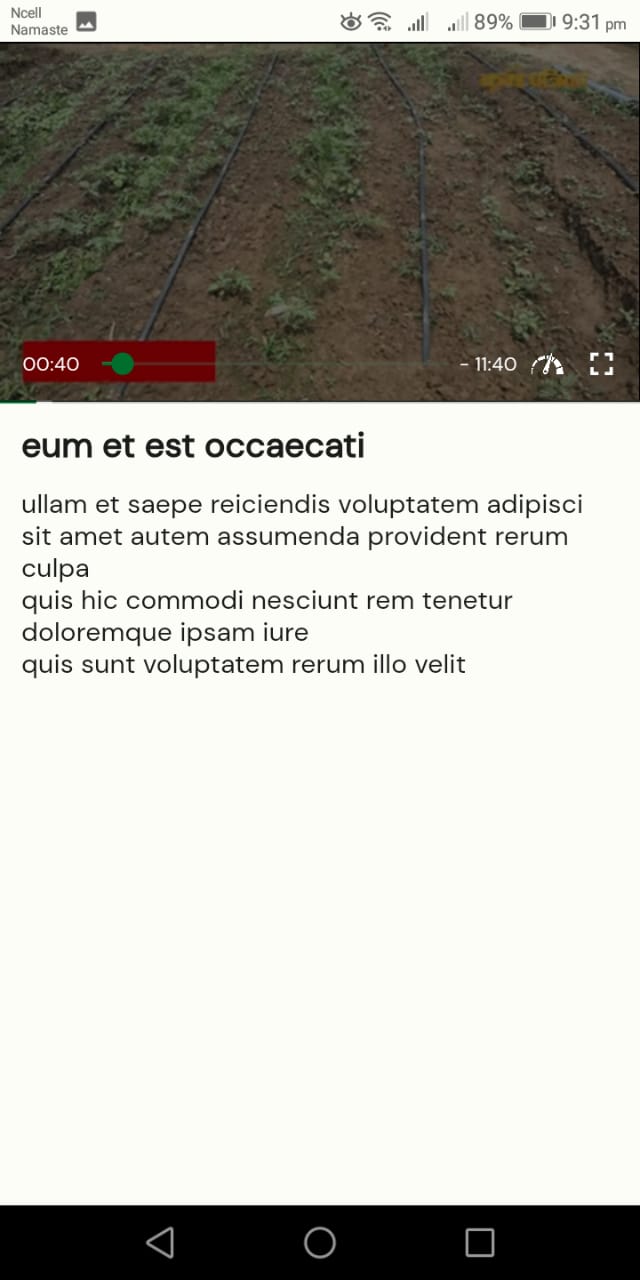 Ncell
Namaste
89%
9:31 pm
00:40
- 11:40
eum et est occaecati
ullam et saepe reiciendis voluptatem adipisci
sit amet autem assumenda provident rerum
culpa
quis hic commodi nesciunt rem tenetur
doloremque ipsam iure
quis sunt voluptatem rerum illo velit